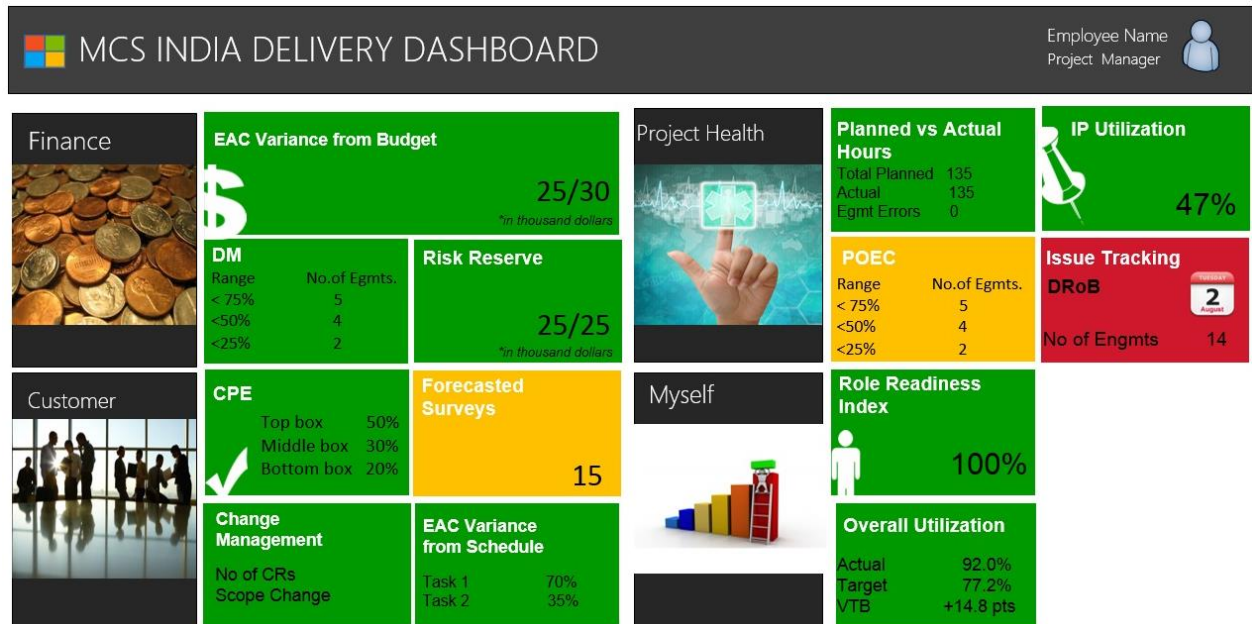 MCS INDIA DELIVERY DASHBOARD
Employee Name
Project Manager
Finance
EAC Variance from Budget
$
25/30
*in thousand dollars
DM
Range No.of Egmts.
< 75% 5
<50% 4
<25% 2
Risk Reserve
25/25
*in thousand dollars
Project Health
Planned vs Actual
Hours
Total Planned 135
Actual 135
Egmt Errors 0
IP Utilization
47%
POEC
Range No.of Egmts.
< 75% 5
<50% 4
<25% 2
Issue Tracking
DRoB
TUESDAY
2
August
No of Engmts 14
Customer
CPE
Top box 50%
Middle box 30%
Bottom box 20%
Forecasted
Surveys
15
Change
Management
No of CRs
Scope Change
EAC Variance
from Schedule
Task 1 70%
Task 2 35%
Myself
Role Readiness
Index
100%
Overall Utilization
Actual 92.0%
Target 77.2%
VTB +14.8 pts